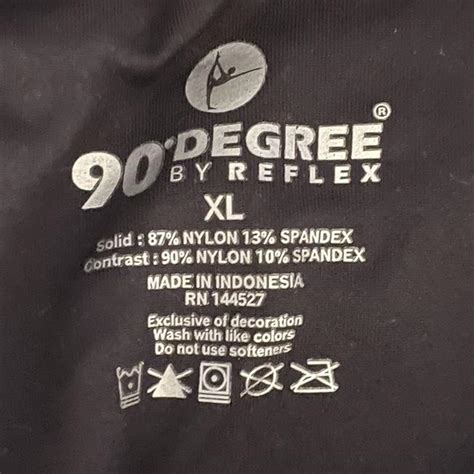 90°DEGREE®
BY REFLEX
XL
Solid : 87% NYLON 13% SPANDEX
Contrast : 90% NYLON 10% SPANDEX
MADE IN INDONESIA
RN 144527
Exclusive of decoration
Wash with like colors
Do not use softeners